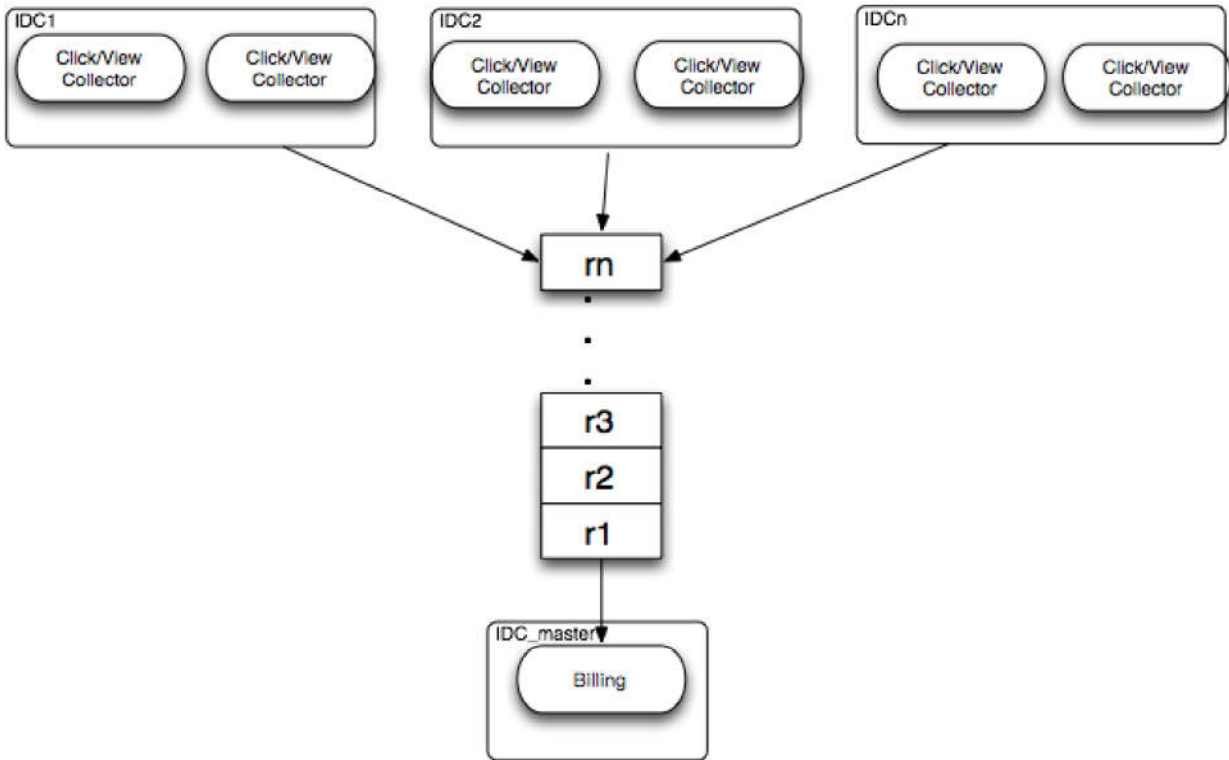 IDC1
Click/View
Collector
Click/View
Collector
IDC2
Click/View
Collector
Click/View
Collector
IDCn
Click/View
Collector
Click/View
Collector
rn
r3
r2
r1
IDC_master
Billing